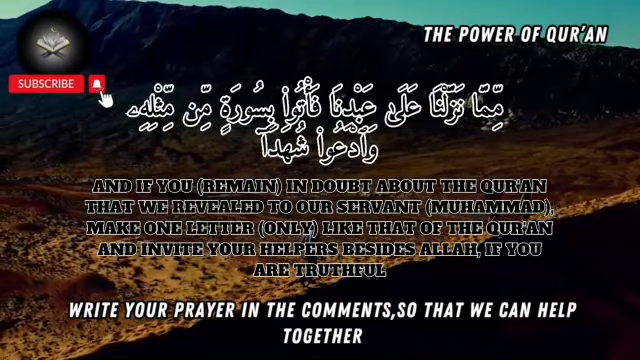 THE POWER OF QUR'AN
SUBSCRIBE
مِّمَّا نَزَّلْنَا عَلَىٰ عَبْدِنَا فَأْتُوا۟ بِسُورَةٍ مِّن مِّثْلِهِۦ
وَٱدْعُوا۟ شُهَدَآ
AND IF YOU (REMAIN) IN DOUBT ABOUT THE QUR'AN
THAT WE REVEALED TO OUR SERVANT (MUHAMMAD),
MAKE ONE LETTER (ONLY) LIKE THAT OF THE QUR'AN
AND INVITE YOUR HELPERS BESIDES ALLAH, IF YOU
ARE TRUTHFUL
WRITE YOUR PRAYER IN THE COMMENTS,SO THAT WE CAN HELP
TOGETHER